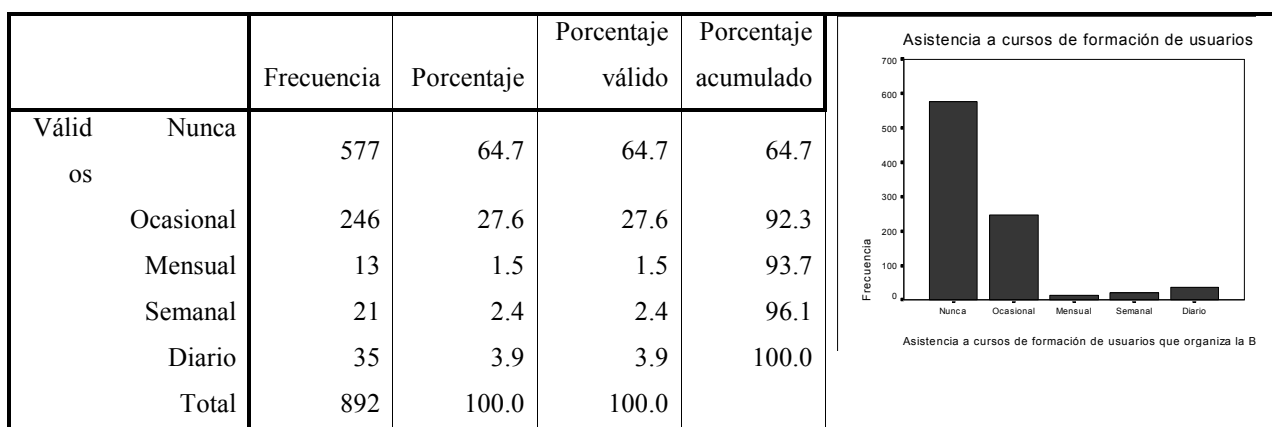 Frecuencia Porcentaje Porcentaje válido Porcentaje acumulado
Válid os Nunca 577 64.7 64.7 64.7
Ocasional 246 27.6 27.6 92.3
Mensual 13 1.5 1.5 93.7
Semanal 21 2.4 2.4 96.1
Diario 35 3.9 3.9 100.0
Total 892 100.0 100.0
Asistencia a cursos de formación de usuarios
Frecuencia
700
600
500
400
300
200
100
0
Nunca Ocasional Mensual Semanal Diario
Asistencia a cursos de formación de usuarios que organiza la B